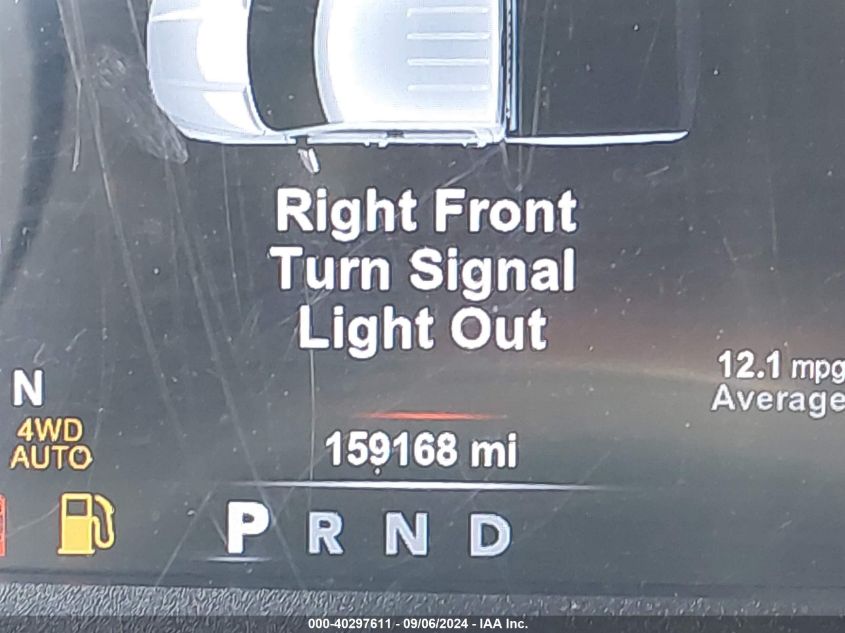 Right Front
Turn Signal
Light Out
12.1 mpg
Average
N
4WD
AUTO
159168 mi
P R N D
000-40297611 - 09/06/2024 - IAA Inc.